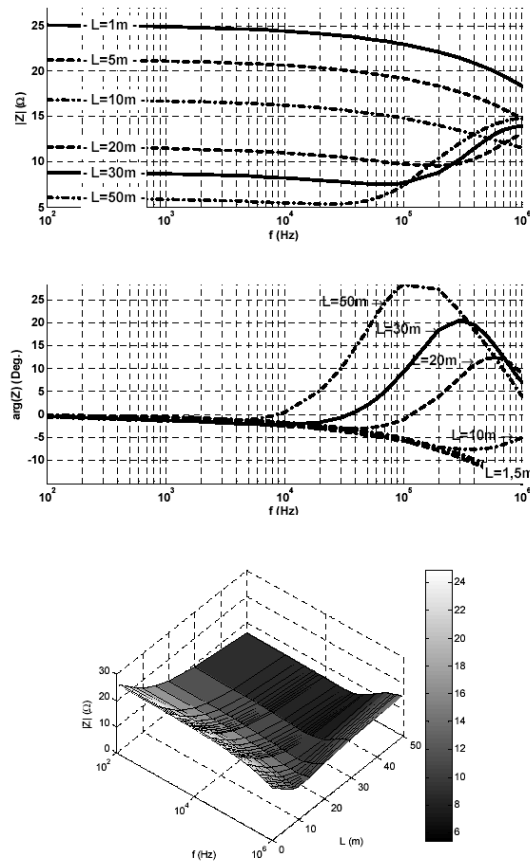 |Z| (Ω)
25
20
15
10
5
L=1m
L=5m
L=10m
L=20m
L=30m
L=50m
10²
10³
10⁴
10⁵
10⁶
f (Hz)
arg(Z) (Deg.)
25
20
15
10
5
0
-5
-10
L=50m
L=30m
L=20m
L=10m
L=1,5m
10²
10³
10⁴
10⁵
10⁶
f (Hz)
|Z| (Ω)
30
20
10
0
10²
10⁴
10⁶
f (Hz)
0
10
20
30
40
50
L (m)
24
22
20
18
16
14
12
10
8
6